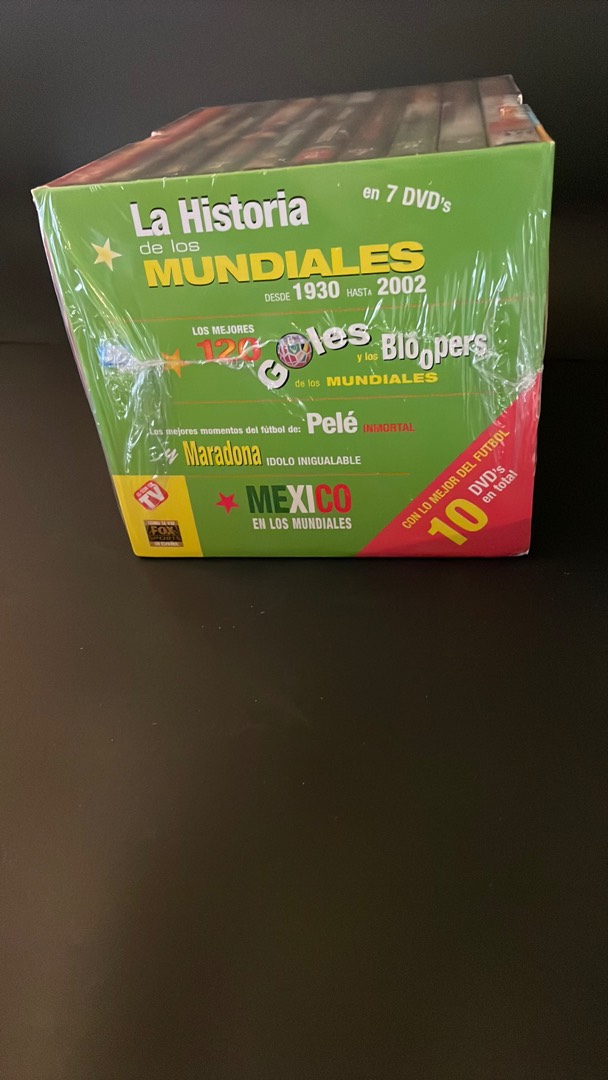 La Historia
en 7 DVD's
de los
MUNDIALES
DESDE 1930 HASTA 2002
LOS MEJORES
120 Goles
y los Bloopers
de los MUNDIALES
Los mejores momentos del fútbol de: Pelé INMORTAL
y Maradona IDOLO INIGUALABLE
MEXICO
EN LOS MUNDIALES
CON LO MEJOR DEL FUTBOL
10 DVD's
en total
TV
FOX
SPORTS